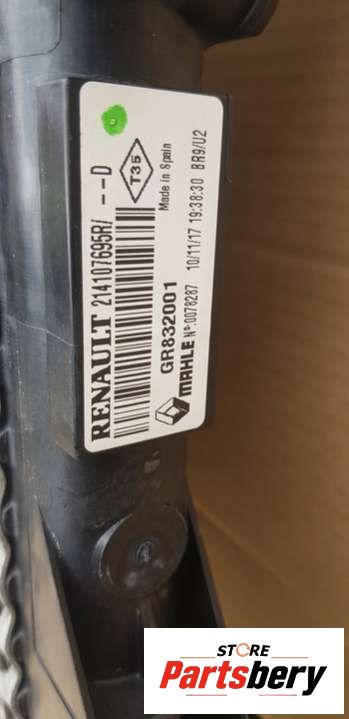 RENAULT 214107695R/ --D
GR832001
T35
Made in Spain
MAHLE Nº:0078287 10/11/17 19:38:30 BR9/U2
STORE
Partsbery